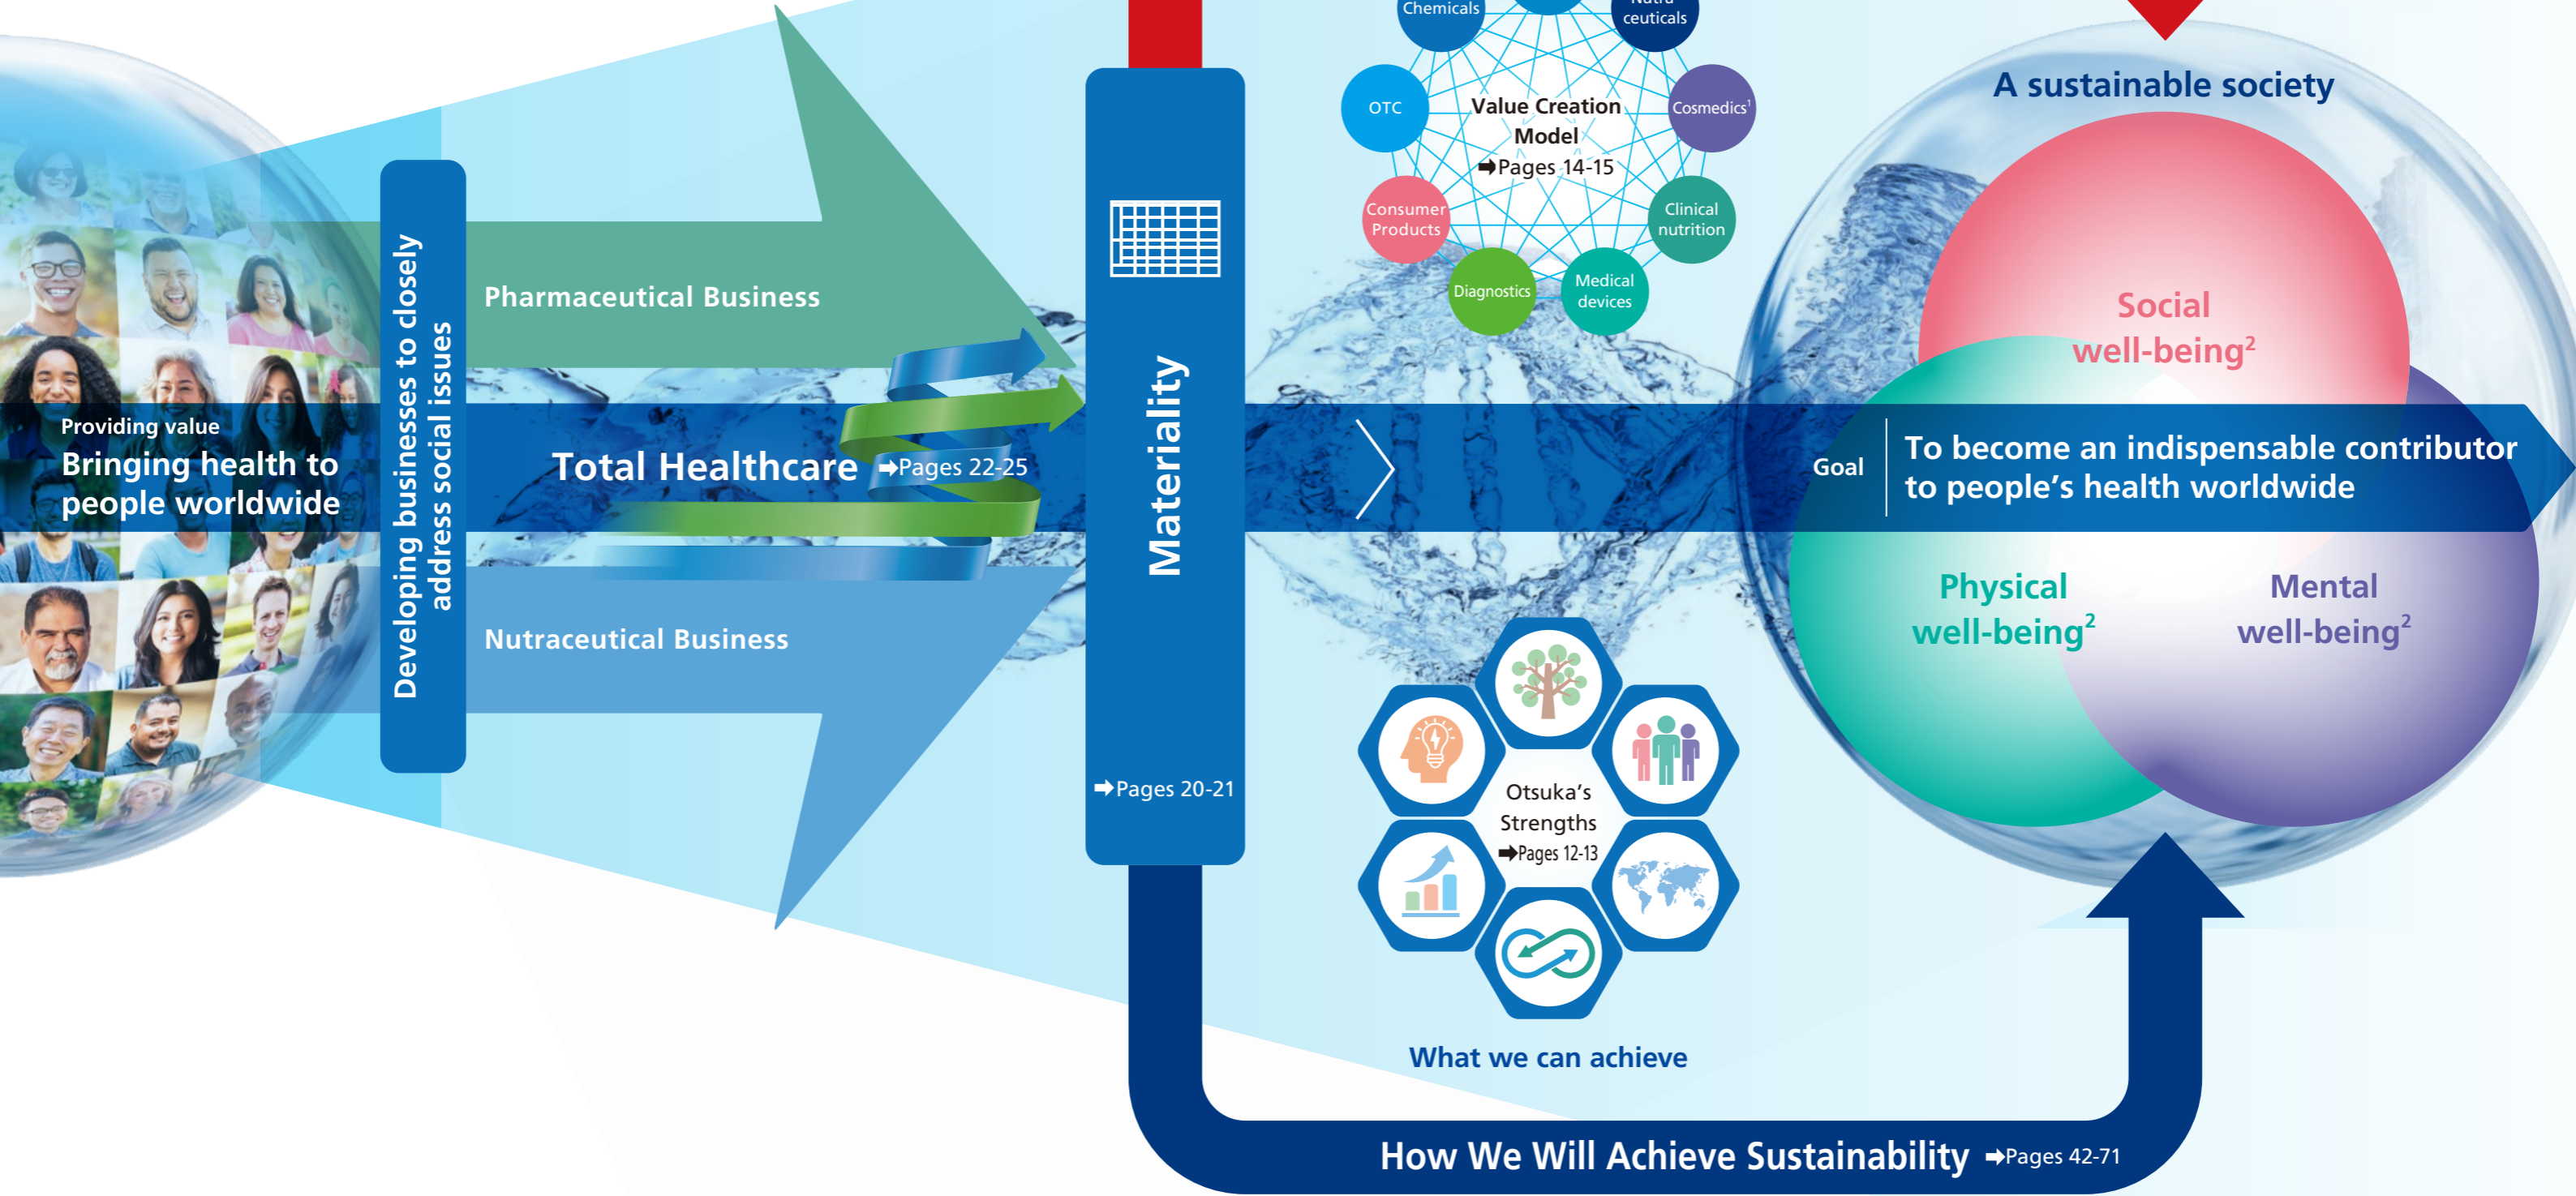 Providing value
Bringing health to
people worldwide
Developing businesses to closely
address social issues
Pharmaceutical Business
Total Healthcare ➡Pages 22-25
Nutraceutical Business
Materiality
➡Pages 20-21
Chemicals
ceuticals
OTC
Cosmedics¹
Value Creation
Model
➡Pages 14-15
Consumer
Products
Clinical
nutrition
Diagnostics
Medical
devices
Otsuka's
Strengths
➡Pages 12-13
What we can achieve
A sustainable society
Social
well-being²
Goal
To become an indispensable contributor
to people's health worldwide
Physical
well-being²
Mental
well-being²
How We Will Achieve Sustainability ➡Pages 42-71